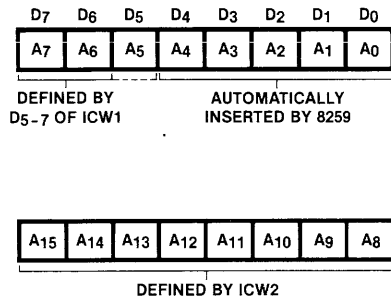 D7 D6 D5 D4 D3 D2 D1 D0
A7 A6 A5 A4 A3 A2 A1 A0
DEFINED BY
D5-7 OF ICW1
AUTOMATICALLY
INSERTED BY 8259
A15 A14 A13 A12 A11 A10 A9 A8
DEFINED BY ICW2